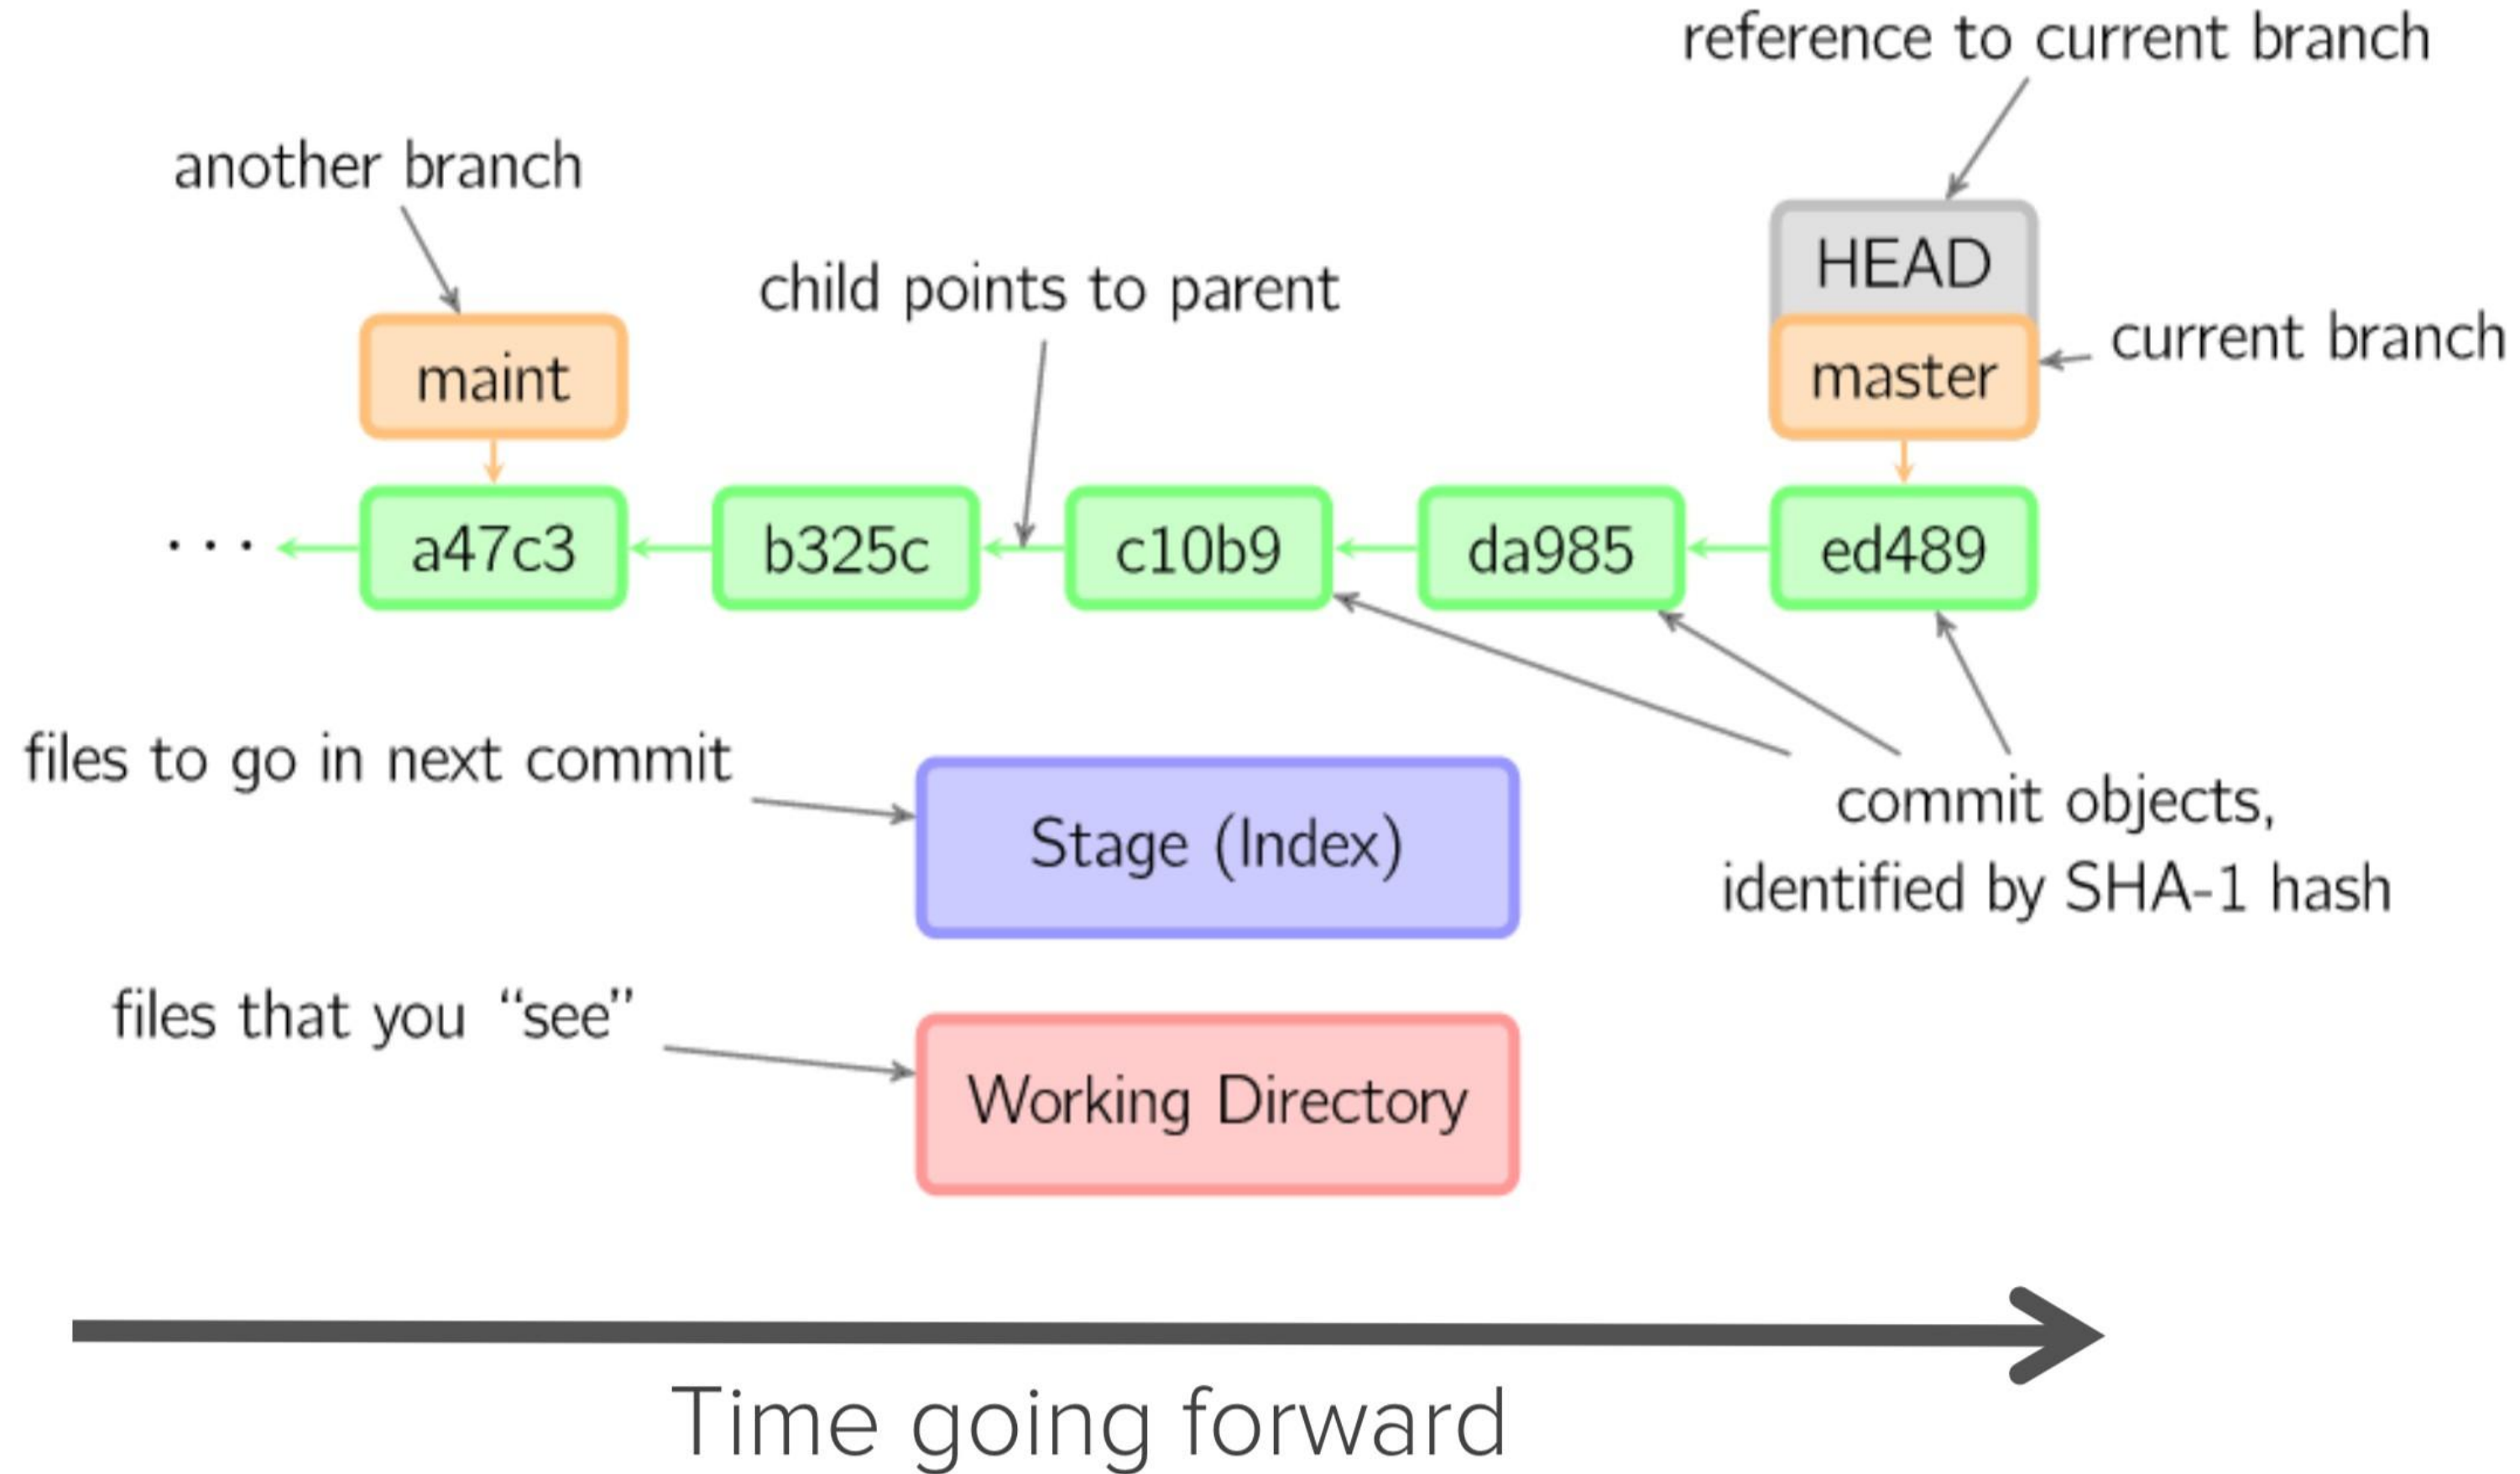 reference to current branch
another branch
HEAD
child points to parent
current branch
maint
master
· · ·
a47c3
b325c
c10b9
da985
ed489
files to go in next commit
Stage (Index)
commit objects,
identified by SHA-1 hash
files that you “see”
Working Directory
Time going forward